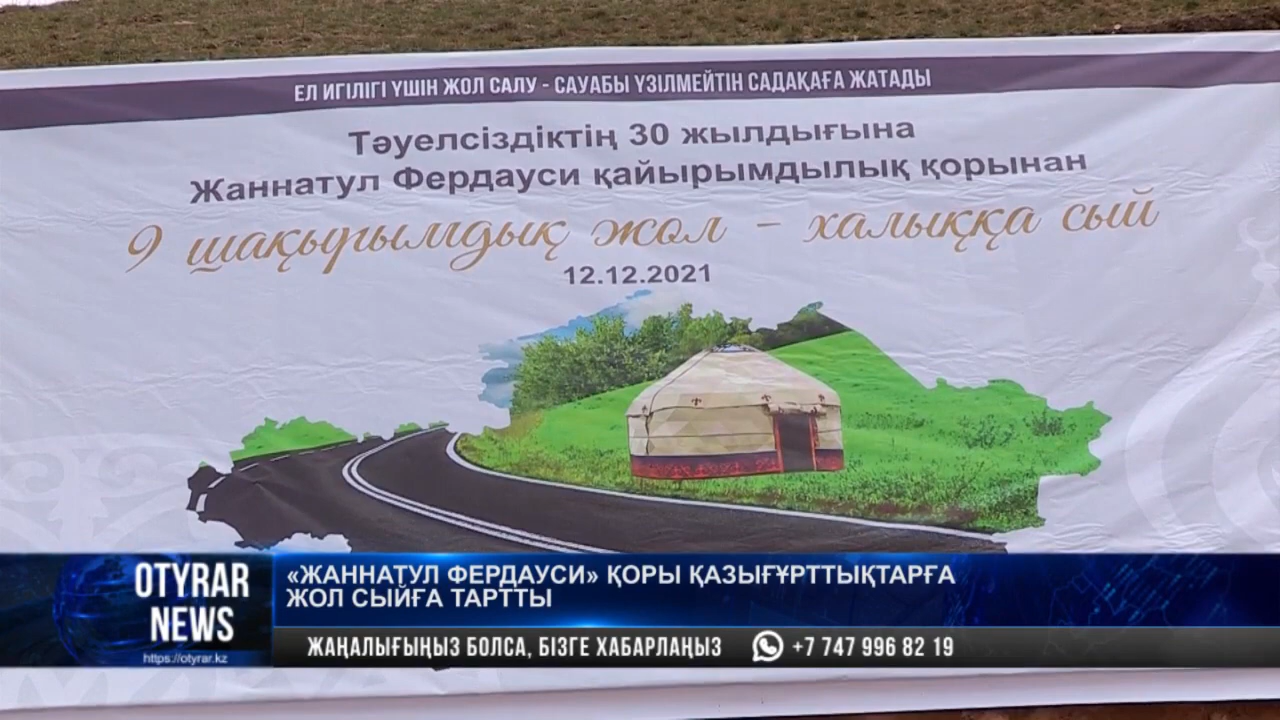 ЕЛ ИГІЛІГІ ҮШІН ЖОЛ САЛУ - САУАБЫ ҮЗІЛМЕЙТІН САДАҚАҒА ЖАТАДЫ
Тәуелсіздіктің 30 жылдығына
Жаннатул Фердауси қайырымдылық қорынан
9 шақырымдық жол - халыққа сый
12.12.2021
OTYRAR
NEWS
https://otyrar.kz
«ЖАННАТУЛ ФЕРДАУСИ» ҚОРЫ ҚАЗЫҒҰРТТЫҚТАРҒА
ЖОЛ СЫЙҒА ТАРТТЫ
ЖАҢАЛЫҒЫҢЫЗ БОЛСА, БІЗГЕ ХАБАРЛАҢЫЗ +7 747 996 82 19